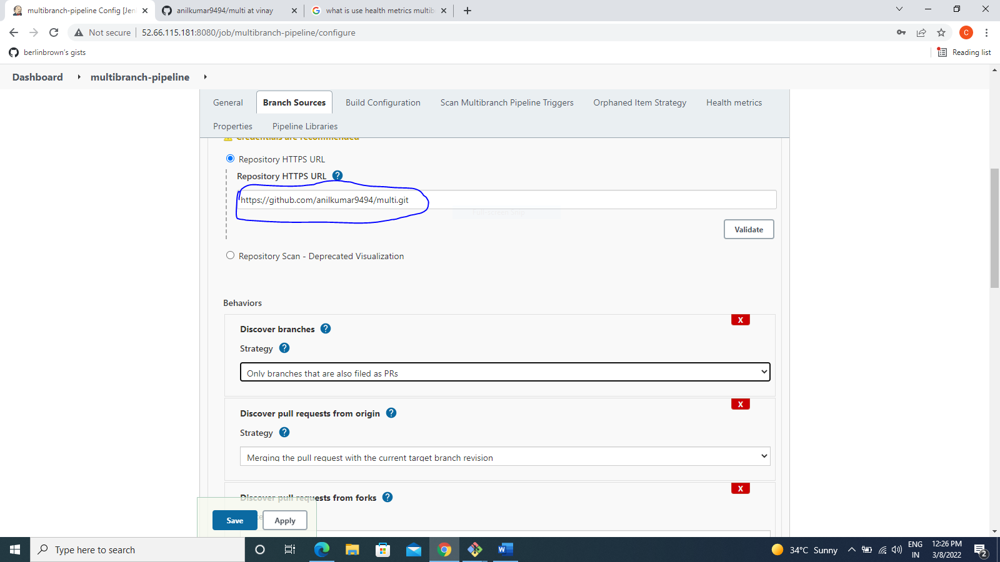 multibranch-pipeline Config [Jen
anilkumar9494/multi at vinay
what is use health metrics multib
Not secure
52.66.115.181:8080/job/multibranch-pipeline/configure
C
berlinbrown's gists
Reading list
Dashboard
multibranch-pipeline
General
Branch Sources
Build Configuration
Scan Multibranch Pipeline Triggers
Orphaned Item Strategy
Health metrics
Properties
Pipeline Libraries
Credentials are recommended
Repository HTTPS URL
Repository HTTPS URL ?
https://github.com/anilkumar9494/multi.git
Validate
Repository Scan - Deprecated Visualization
Behaviors
X
Discover branches ?
Strategy ?
Only branches that are also filed as PRs
X
Discover pull requests from origin ?
Strategy ?
Merging the pull request with the current target branch revision
X
Discover pull requests from forks ?
Save
Apply
Type here to search
34°C Sunny
ENG
IN
12:26 PM
3/8/2022
2